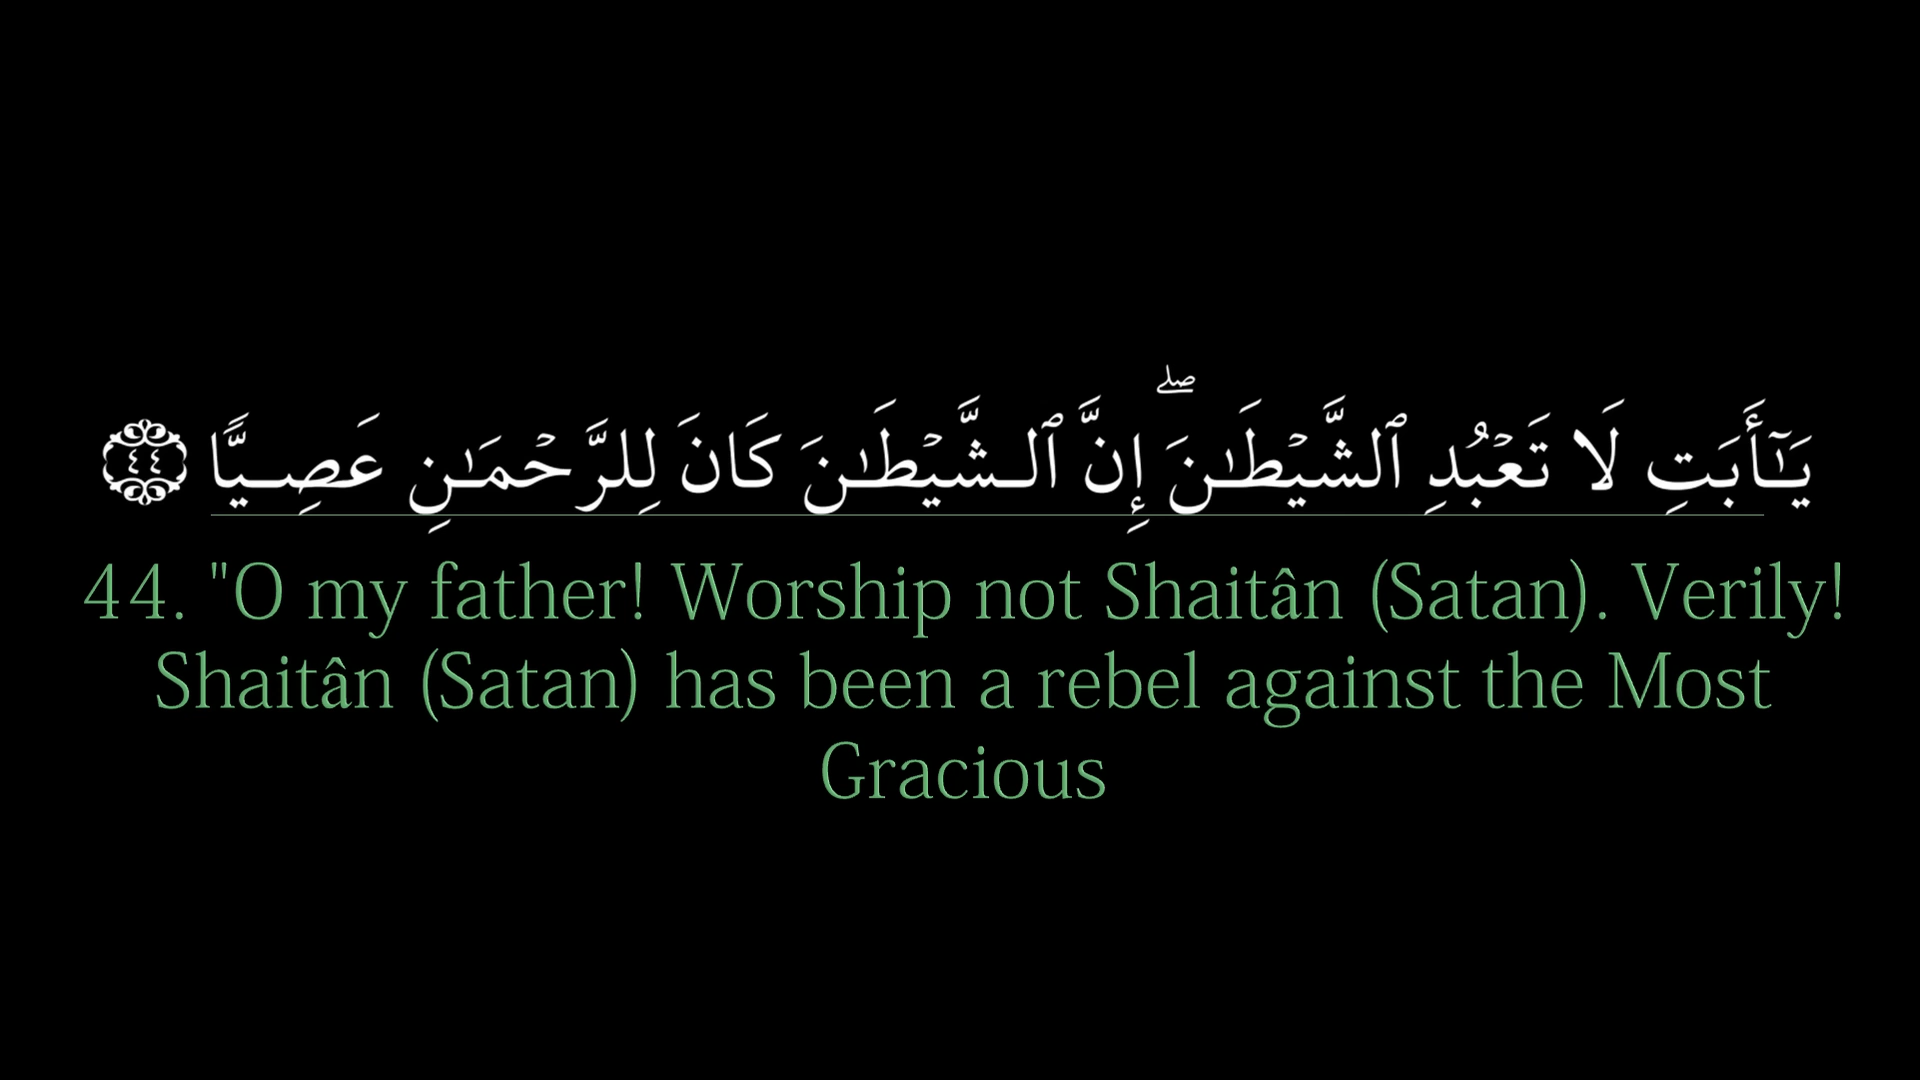 يَـٰٓأَبَتِ لَا تَعْبُدِ ٱلشَّيْطَـٰنَ ۖ إِنَّ ٱلشَّيْطَـٰنَ كَانَ لِلرَّحْمَـٰنِ عَصِيًّا ٤٤
44. "O my father! Worship not Shaitân (Satan). Verily!
Shaitân (Satan) has been a rebel against the Most
Gracious